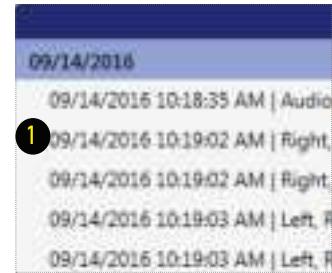 09/14/2016
09/14/2016 10:18:35 AM | Audio
1 09/14/2016 10:19:02 AM | Right,
09/14/2016 10:19:02 AM | Right
09/14/2016 10:19:03 AM | Left, R
09/14/2016 10:19:03 AM | Left, R